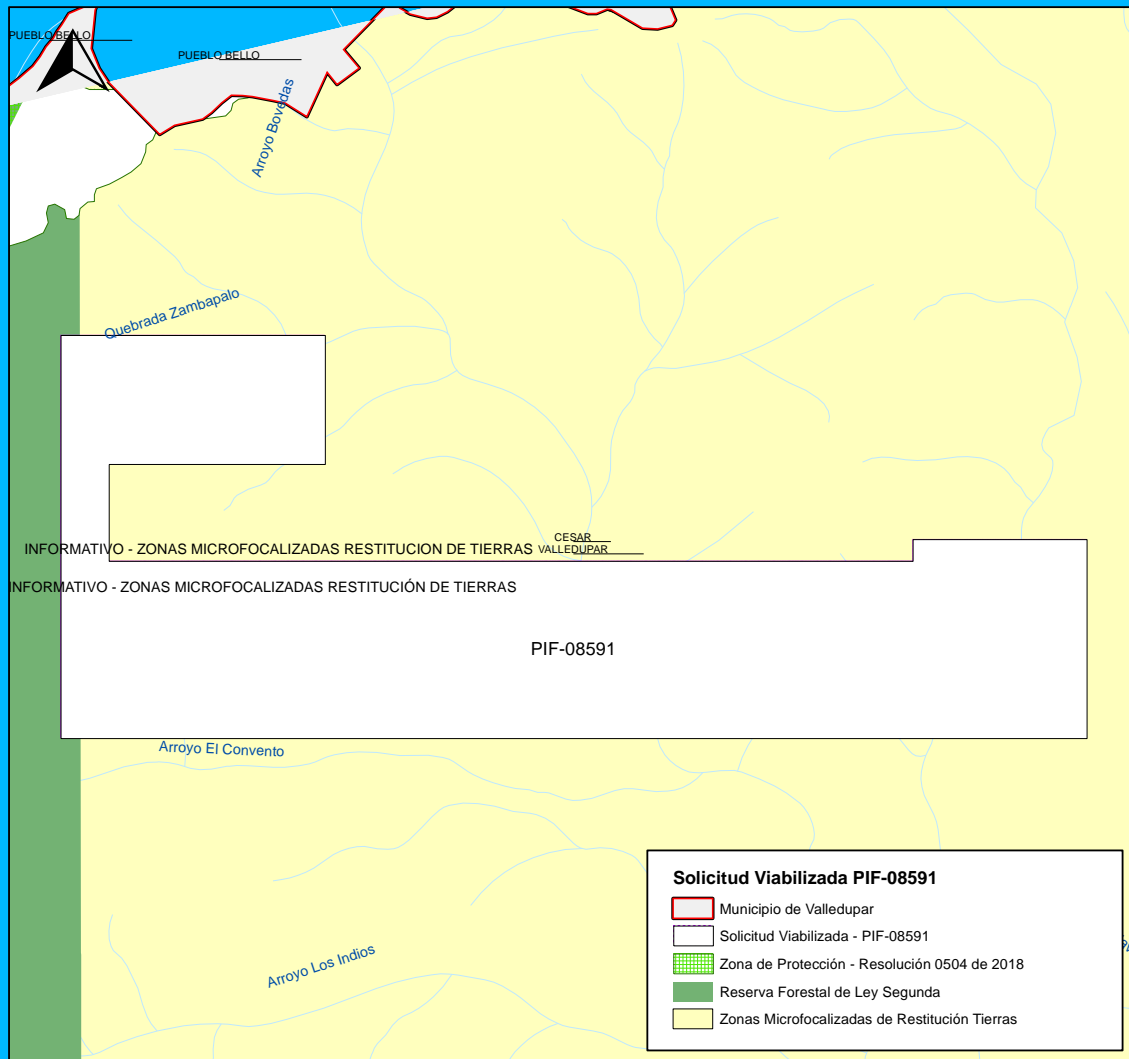 PUEBLO BELLO
PUEBLO BELLO
Arroyo Bovedas
Quebrada Zambapalo
CESAR
INFORMATIVO - ZONAS MICROFOCALIZADAS RESTITUCION DE TIERRAS
VALLEDUPAR
INFORMATIVO - ZONAS MICROFOCALIZADAS RESTITUCIÓN DE TIERRAS
PIF-08591
Arroyo El Convento
Arroyo Los Indios
Solicitud Viabilizada PIF-08591
Municipio de Valledupar
Solicitud Viabilizada - PIF-08591
Zona de Protección - Resolución 0504 de 2018
Reserva Forestal de Ley Segunda
Zonas Microfocalizadas de Restitución Tierras